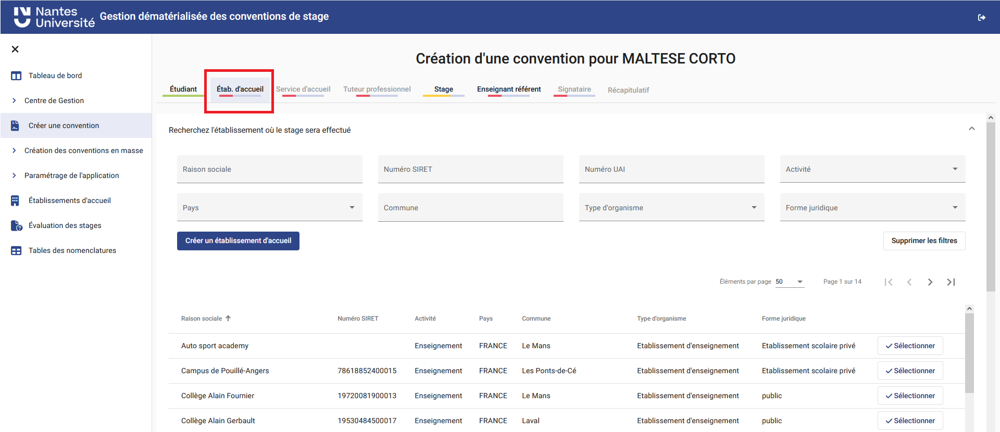 Nantes
Université
Gestion dématérialisée des conventions de stage
Tableau de bord
Centre de Gestion
Créer une convention
Création des conventions en masse
Paramétrage de l'application
Établissements d'accueil
Évaluation des stages
Tables des nomenclatures
Création d'une convention pour MALTESE CORTO
Étudiant Étab. d'accueil Service d'accueil Tuteur professionnel Stage Enseignant référent Signataire Récapitulatif
Recherchez l'établissement où le stage sera effectué
Raison sociale Numéro SIRET Numéro UAI Activité
Pays Commune Type d'organisme Forme juridique
Créer un établissement d'accueil Supprimer les filtres
Éléments par page 50 Page 1 sur 14
Raison sociale Numéro SIRET Activité Pays Commune Type d'organisme Forme juridique
Auto sport academy Enseignement FRANCE Le Mans Etablissement d'enseignement Etablissement scolaire privé Sélectionner
Campus de Pouillé-Angers 78618852400015 Enseignement FRANCE Les Ponts-de-Cé Etablissement d'enseignement Etablissement scolaire privé Sélectionner
Collège Alain Fournier 19720081900013 Enseignement FRANCE Le Mans Etablissement d'enseignement public Sélectionner
Collège Alain Gerbault 19530484500017 Enseignement FRANCE Laval Etablissement d'enseignement public Sélectionner